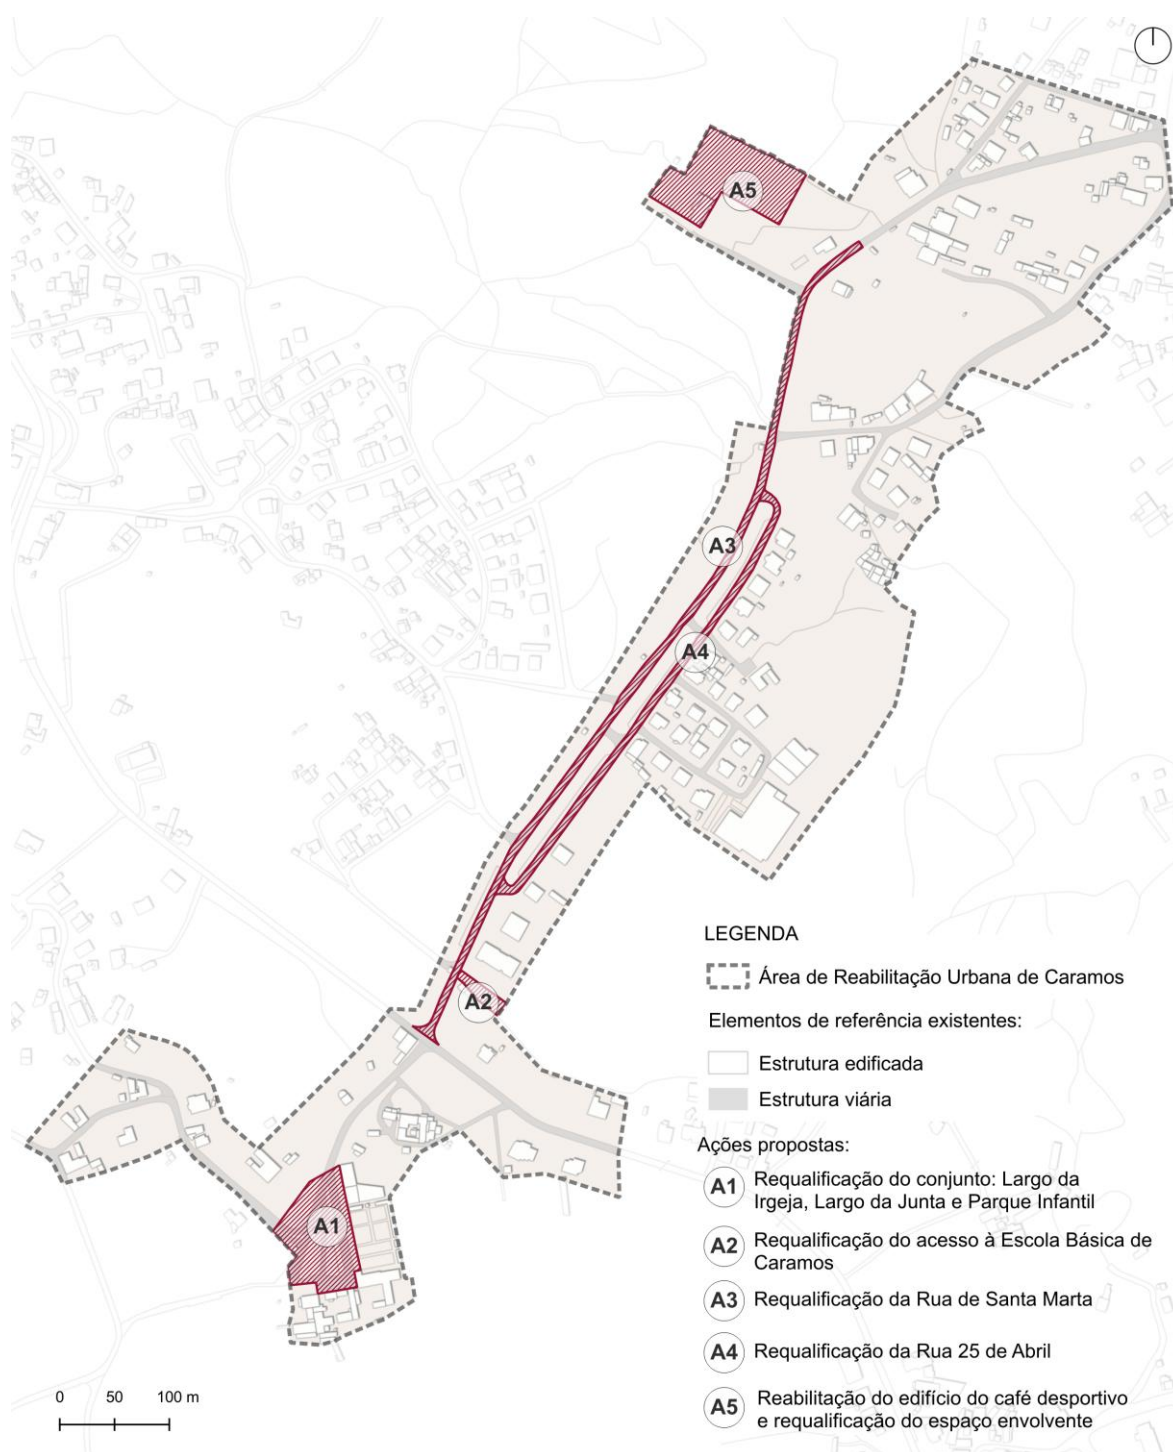 A5
A3
A4
A2
A1
LEGENDA
Área de Reabilitação Urbana de Caramos
Elementos de referência existentes:
Estrutura edificada
Estrutura viária
Ações propostas:
A1 Requalificação do conjunto: Largo da
Irgeja, Largo da Junta e Parque Infantil
A2 Requalificação do acesso à Escola Básica de
Caramos
A3 Requalificação da Rua de Santa Marta
A4 Requalificação da Rua 25 de Abril
A5 Reabilitação do edifício do café desportivo
e requalificação do espaço envolvente
0 50 100 m